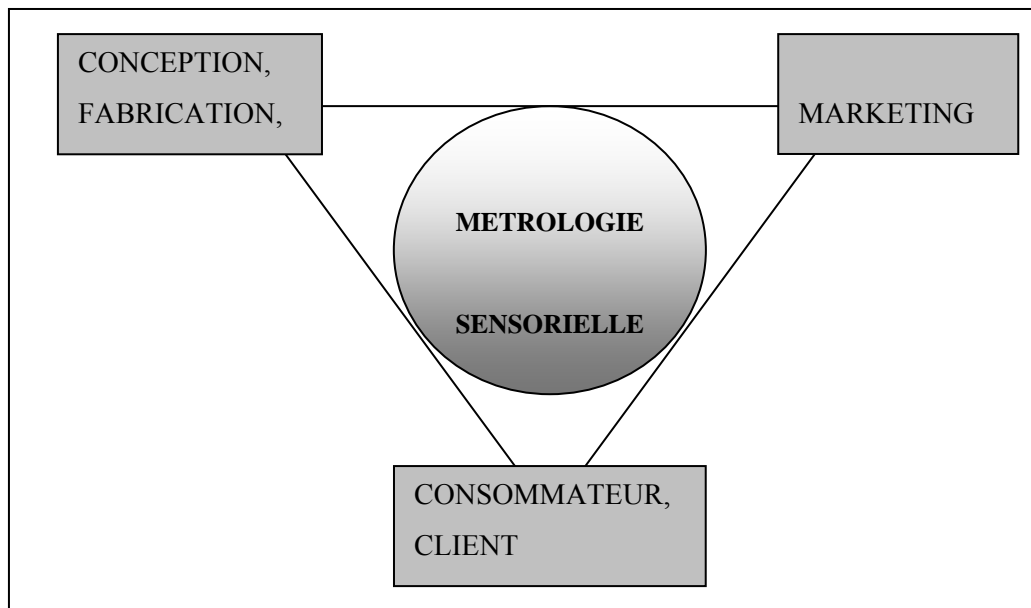 CONCEPTION,
FABRICATION,
MARKETING
METROLOGIE
SENSORIELLE
CONSOMMATEUR,
CLIENT